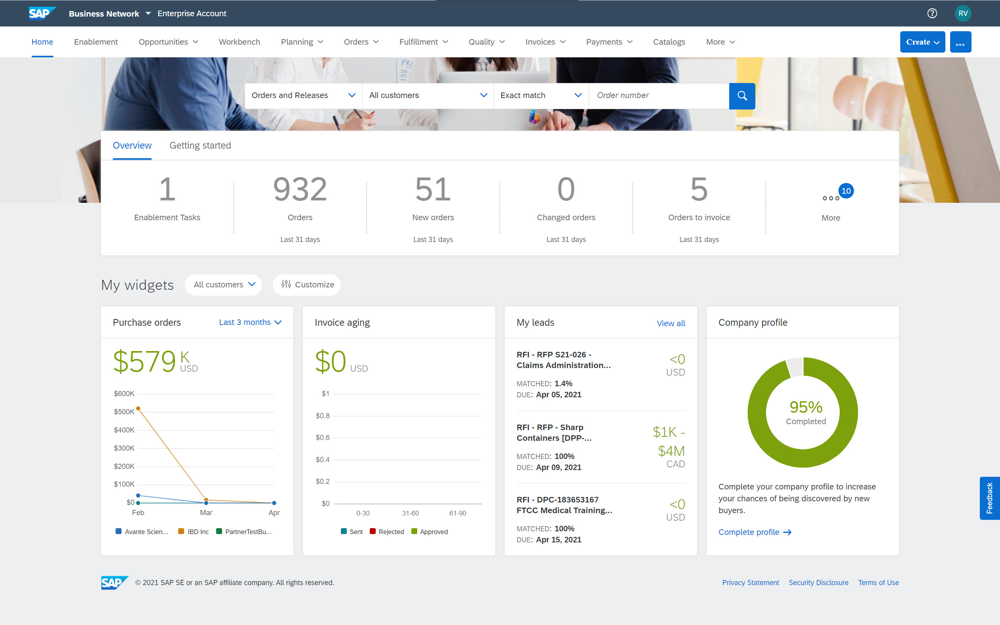 SAP Business Network Enterprise Account ? RV
Home Enablement Opportunities Workbench Planning Orders Fulfillment Quality Invoices Payments Catalogs More Create
PRC
Orders and Releases All customers Exact match Order number
Overview Getting started
1 932 51 0 5 10
Enablement Tasks Orders New orders Changed orders Orders to invoice More
Last 31 days Last 31 days Last 31 days Last 31 days
My widgets All customers Customize
Purchase orders Last 3 months
$579 K USD
$600K
$500K
$400K
$300K
$200K
$100K
$0
Feb Mar Apr
Avante Scien... IBD Inc PartnerTestBu...
Invoice aging
$0 USD
$1
$0.8
$0.6
$0.4
$0.2
$0
0-30 31-60 61-90
Sent Rejected Approved
My leads View all
RFI - RFP S21-026 -
Claims Administration...
<0
USD
MATCHED: 1.4%
DUE: Apr 05, 2021
RFI - RFP - Sharp
Containers [DPP-...
$1K -
$4M
CAD
MATCHED: 100%
DUE: Apr 09, 2021
RFI - DPC-183653167
FTCC Medical Training...
<0
USD
MATCHED: 100%
DUE: Apr 15, 2021
Company profile
95%
Completed
Complete your company profile to increase
your chances of being discovered by new
buyers.
Complete profile
Feedback
SAP © 2021 SAP SE or an SAP affiliate company. All rights reserved.
Privacy Statement Security Disclosure Terms of Use